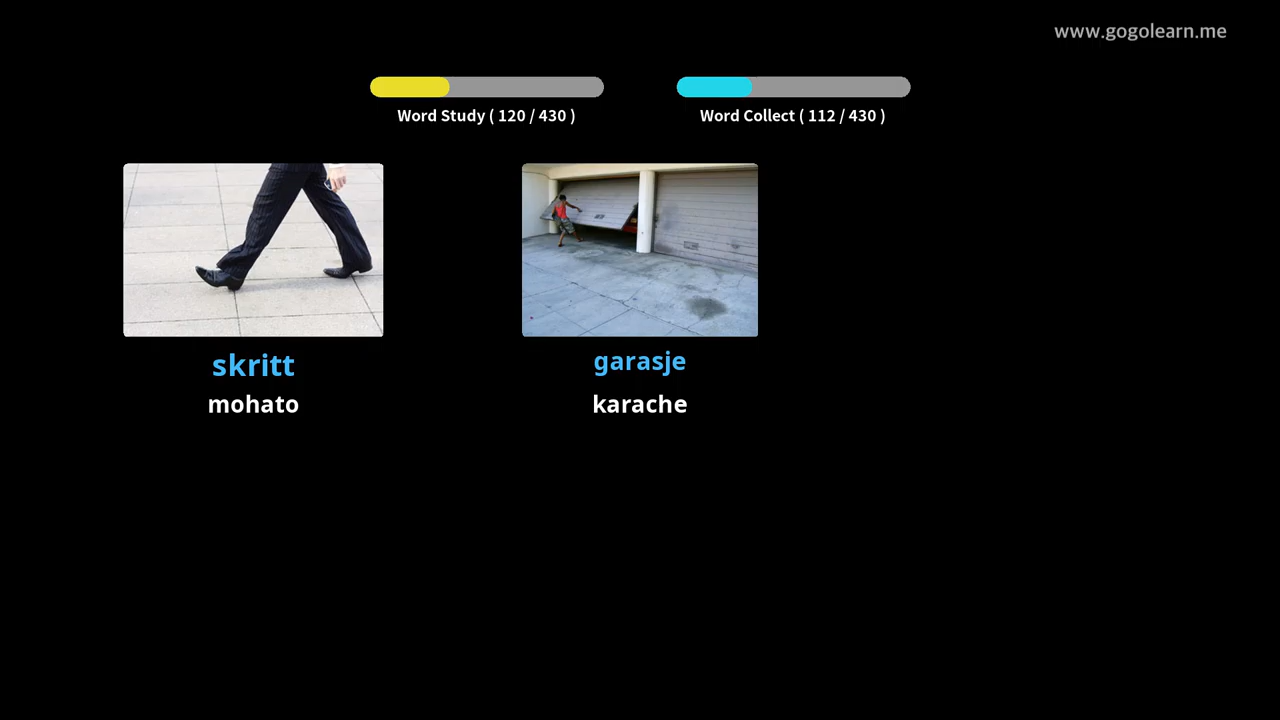 www.gogolearn.me
Word Study ( 120 / 430 )
Word Collect ( 112 / 430 )
skritt
mohato
garasje
karache